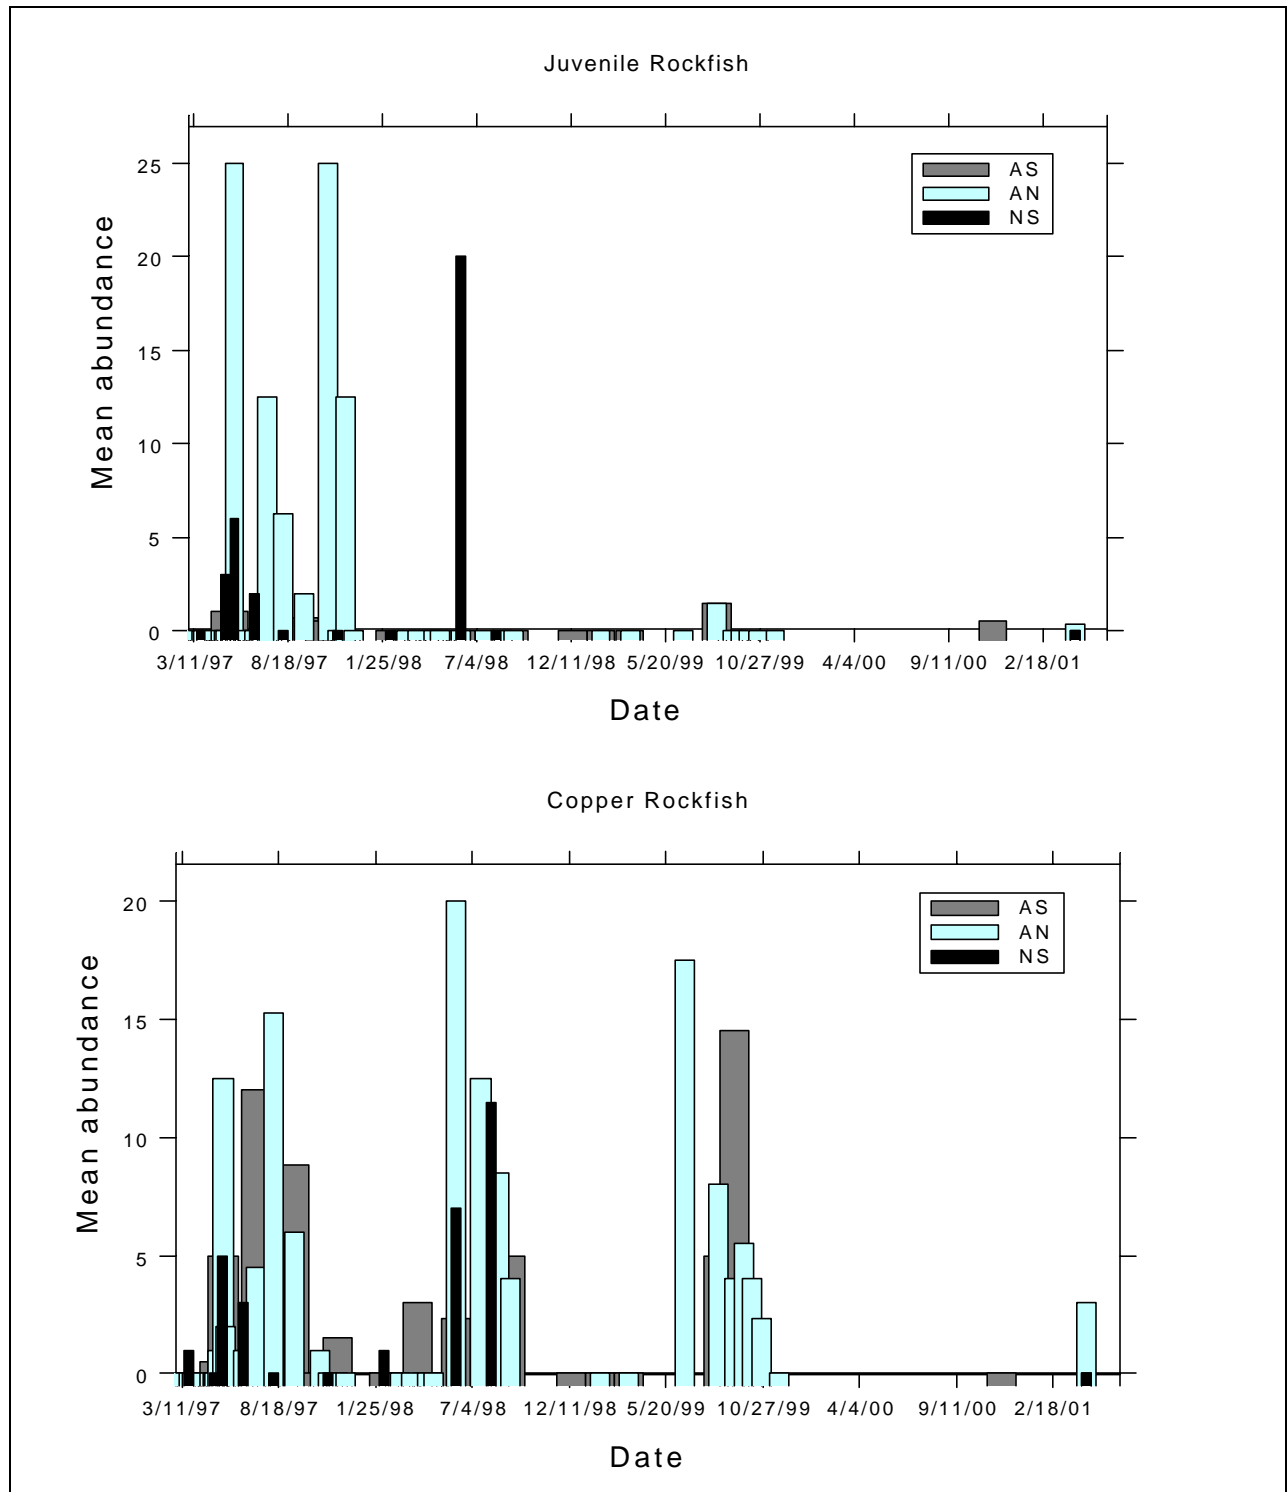 Juvenile Rockfish
25
20
15
10
5
0
Mean abundance
AS
AN
NS
3/11/97 8/18/97 1/25/98 7/4/98 12/11/98 5/20/99 10/27/99 4/4/00 9/11/00 2/18/01
Date
Copper Rockfish
20
15
10
5
0
Mean abundance
AS
AN
NS
3/11/97 8/18/97 1/25/98 7/4/98 12/11/98 5/20/99 10/27/99 4/4/00 9/11/00 2/18/01
Date